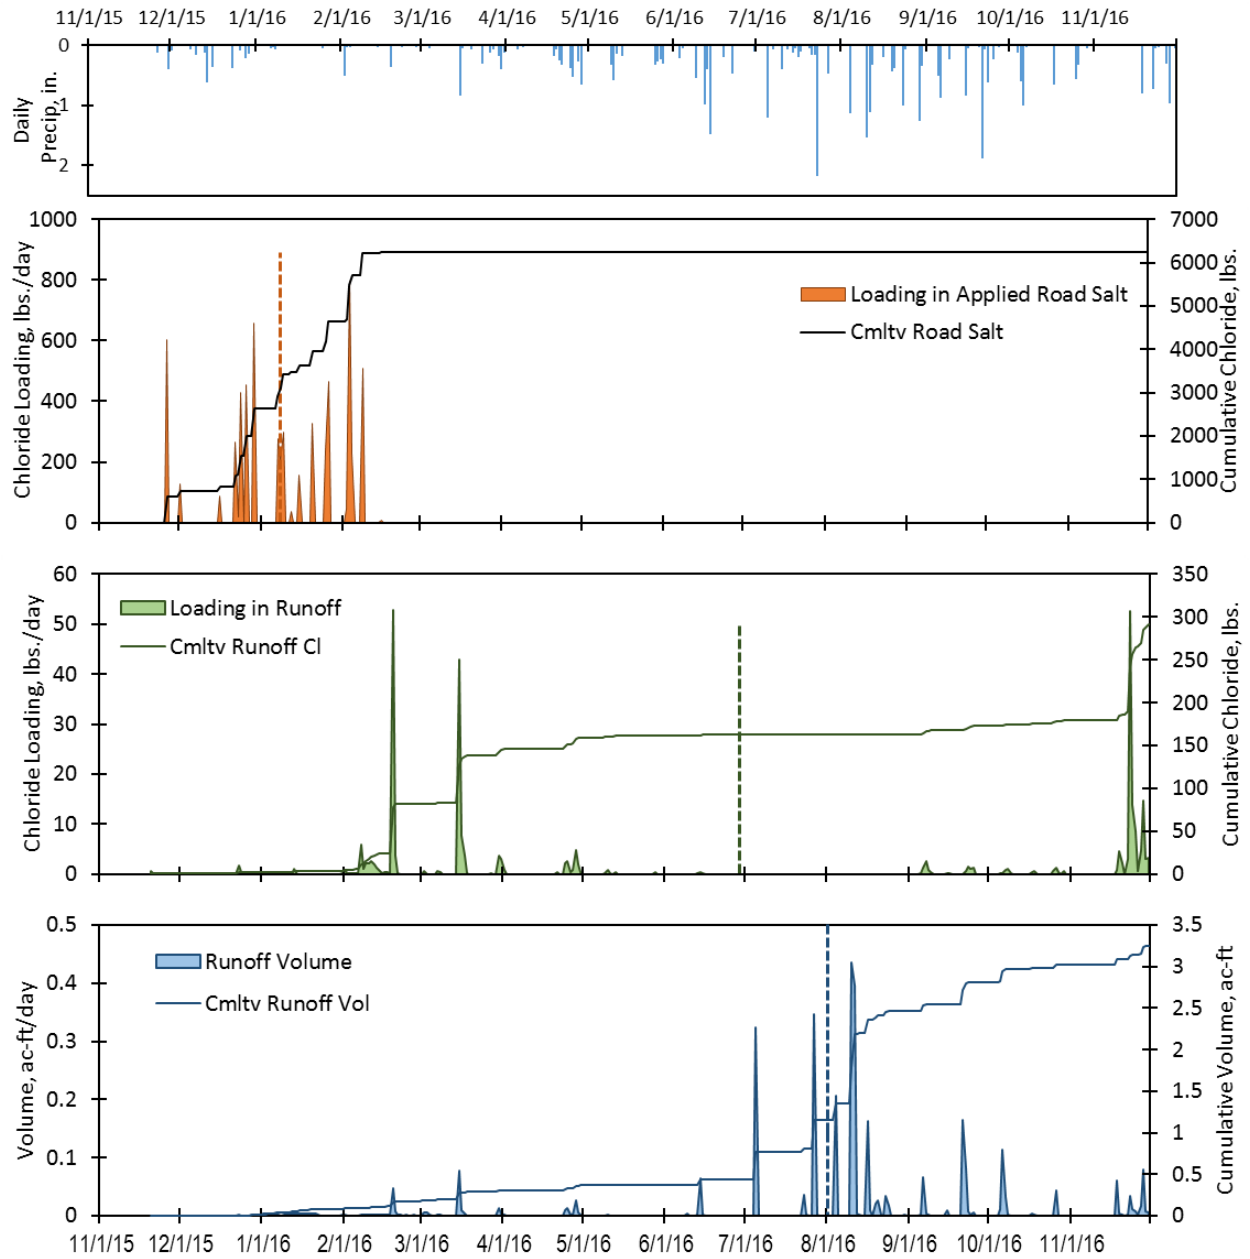 11/1/15 12/1/15 1/1/16 2/1/16 3/1/16 4/1/16 5/1/16 6/1/16 7/1/16 8/1/16 9/1/16 10/1/16 11/1/16
Daily
Precip, in.
0
1
2
Chloride Loading, lbs./day
1000
800
600
400
200
0
Loading in Applied Road Salt
Cmltv Road Salt
7000
6000
5000
4000
3000
2000
1000
0
Cumulative Chloride, lbs.
Chloride Loading, lbs./day
60
50
40
30
20
10
0
Loading in Runoff
Cmltv Runoff Cl
350
300
250
200
150
100
50
0
Cumulative Chloride, lbs.
Volume, ac-ft/day
0.5
0.4
0.3
0.2
0.1
0
Runoff Volume
Cmltv Runoff Vol
3.5
3
2.5
2
1.5
1
0.5
0
Cumulative Volume, ac-ft
11/1/15 12/1/15 1/1/16 2/1/16 3/1/16 4/1/16 5/1/16 6/1/16 7/1/16 8/1/16 9/1/16 10/1/16 11/1/16